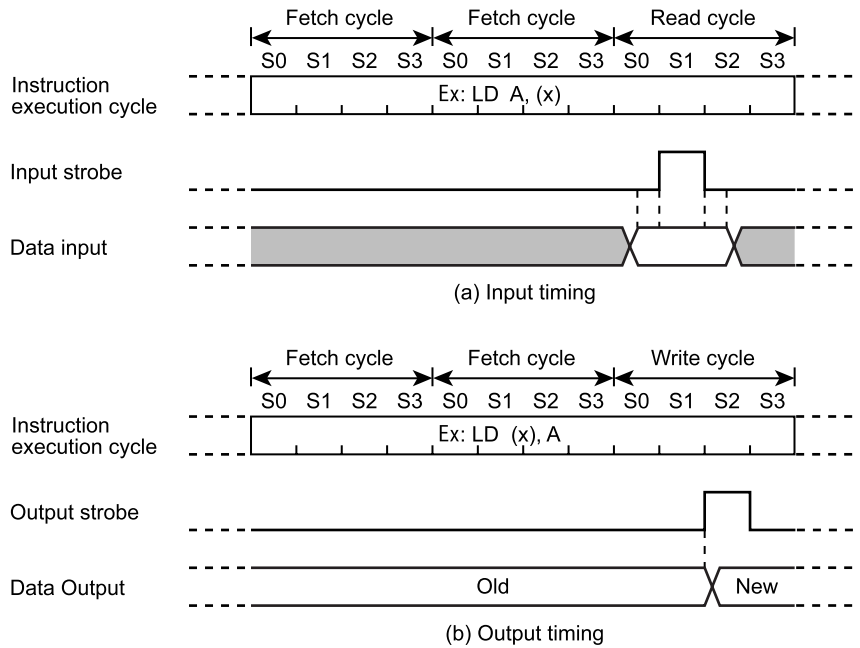 Fetch cycle Fetch cycle Read cycle
S0 S1 S2 S3 S0 S1 S2 S3 S0 S1 S2 S3
Instruction
execution cycle
Ex: LD A, (x)
Input strobe
Data input
(a) Input timing
Fetch cycle Fetch cycle Write cycle
S0 S1 S2 S3 S0 S1 S2 S3 S0 S1 S2 S3
Instruction
execution cycle
Ex: LD (x), A
Output strobe
Data Output Old New
(b) Output timing